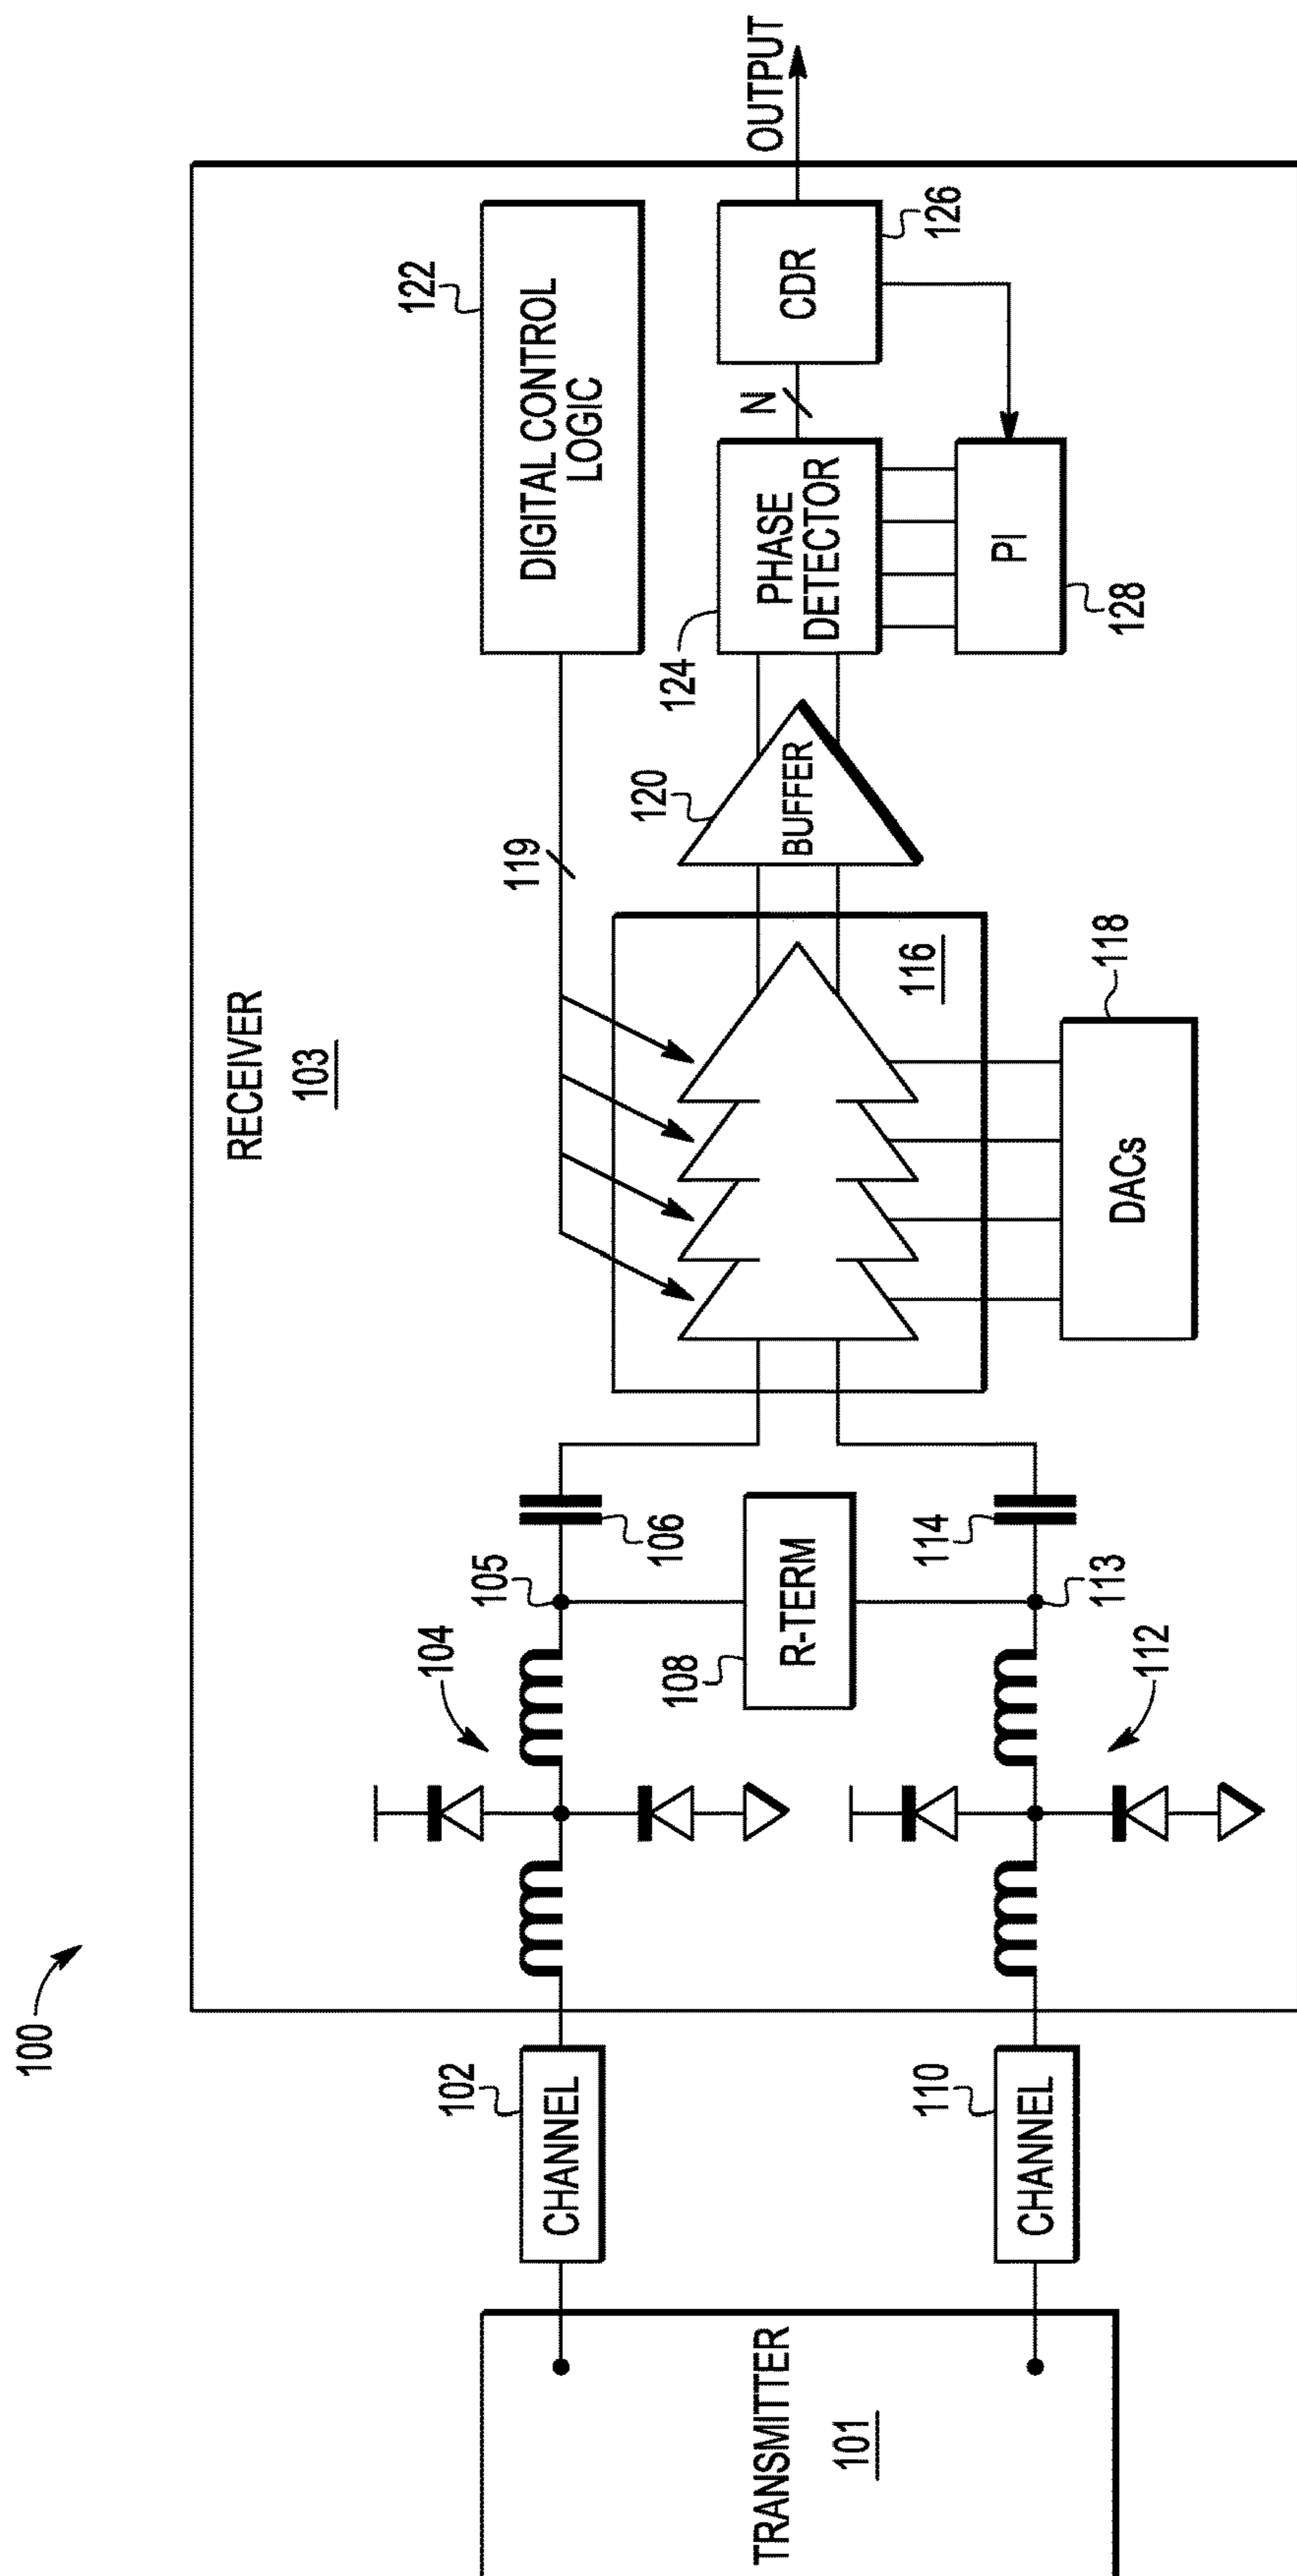 100
RECEIVER
103
TRANSMITTER
101
102
CHANNEL
110
CHANNEL
104
105
106
108
R-TERM
112
113
114
116
118
DACs
119
120
BUFFER
122
DIGITAL CONTROL
LOGIC
124
PHASE
DETECTOR
N
CDR
126
PI
128
OUTPUT